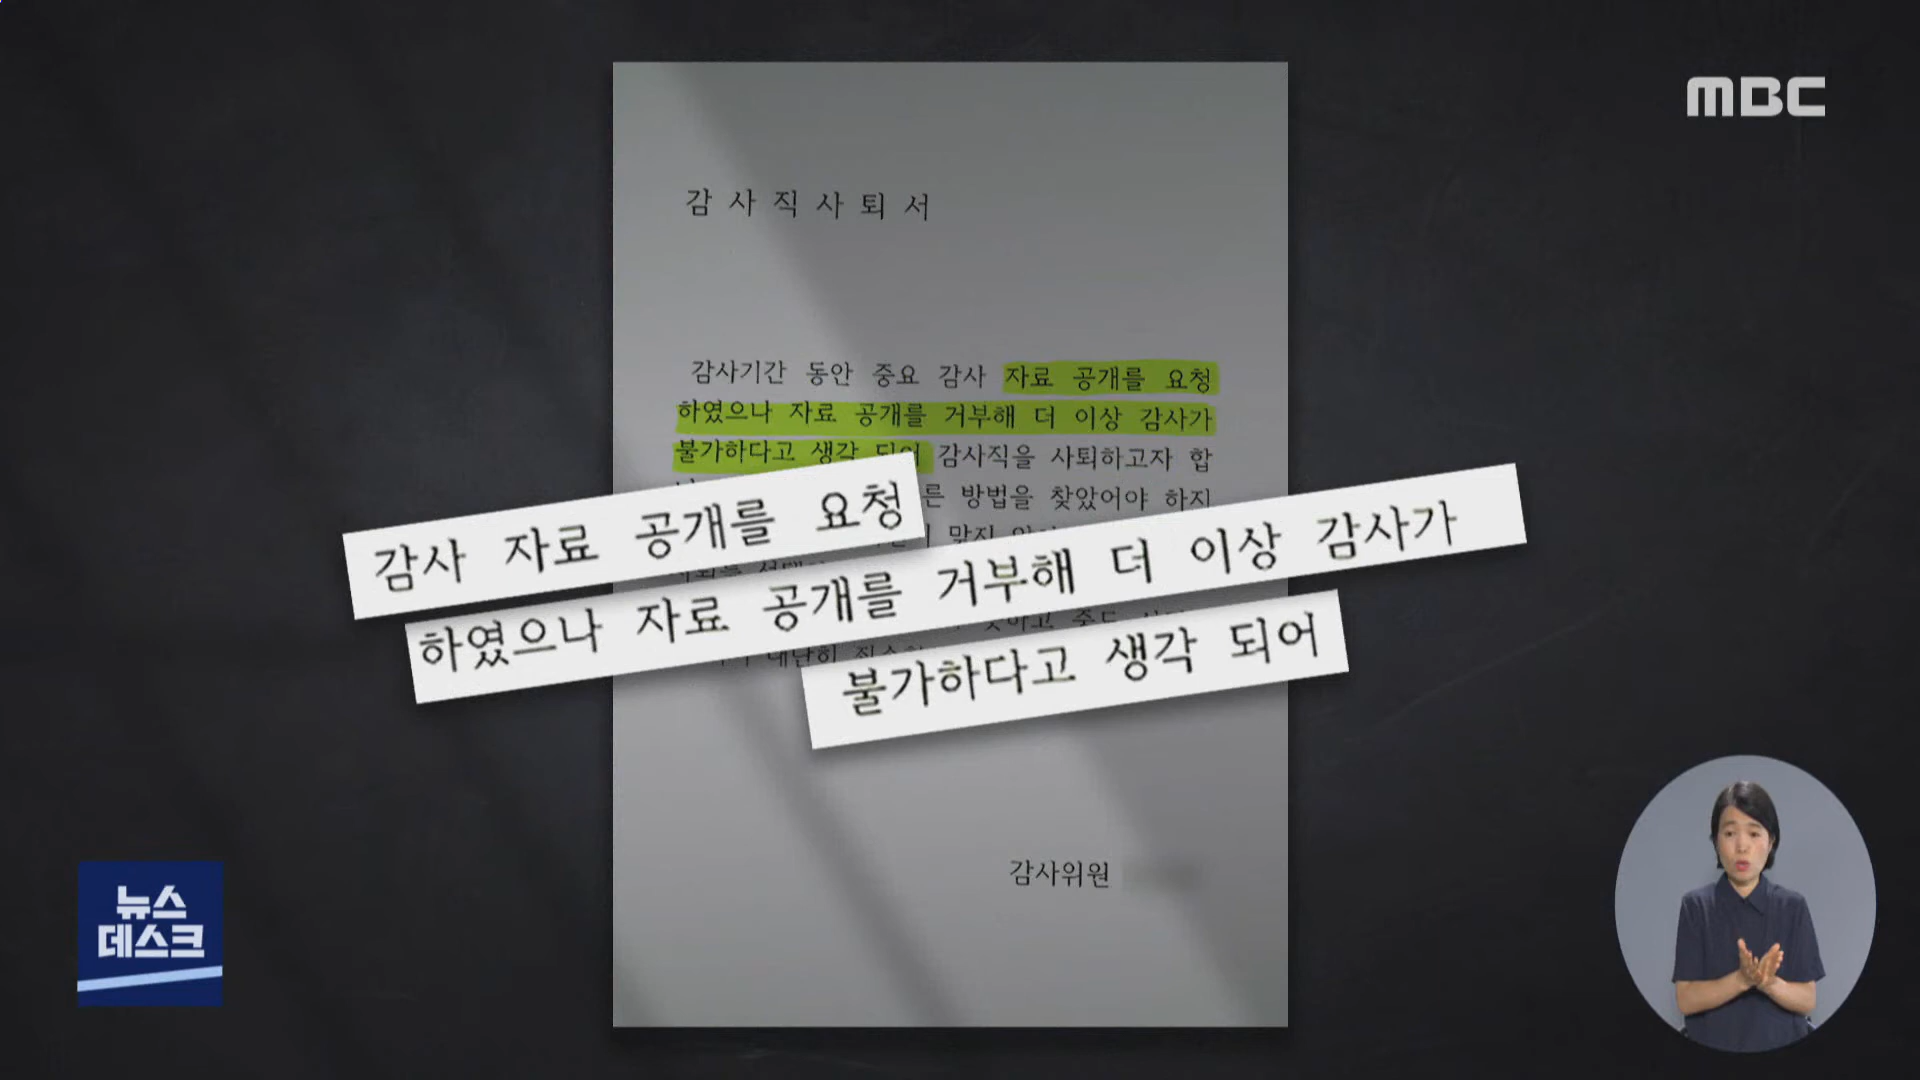 MBC
감 사 직 사 퇴 서
감사기간 동안 중요 감사 자료 공개를 요청
하였으나 자료 공개를 거부해 더 이상 감사가
불가하다고 생각 되어 감사직을 사퇴하고자 합
른 방법을 찾았어야 하지
맞지
대단히
감사 자료 공개를 요청
하였으나 자료 공개를 거부해 더 이상 감사가
불가하다고 생각 되어
감사위원
뉴스
데스크